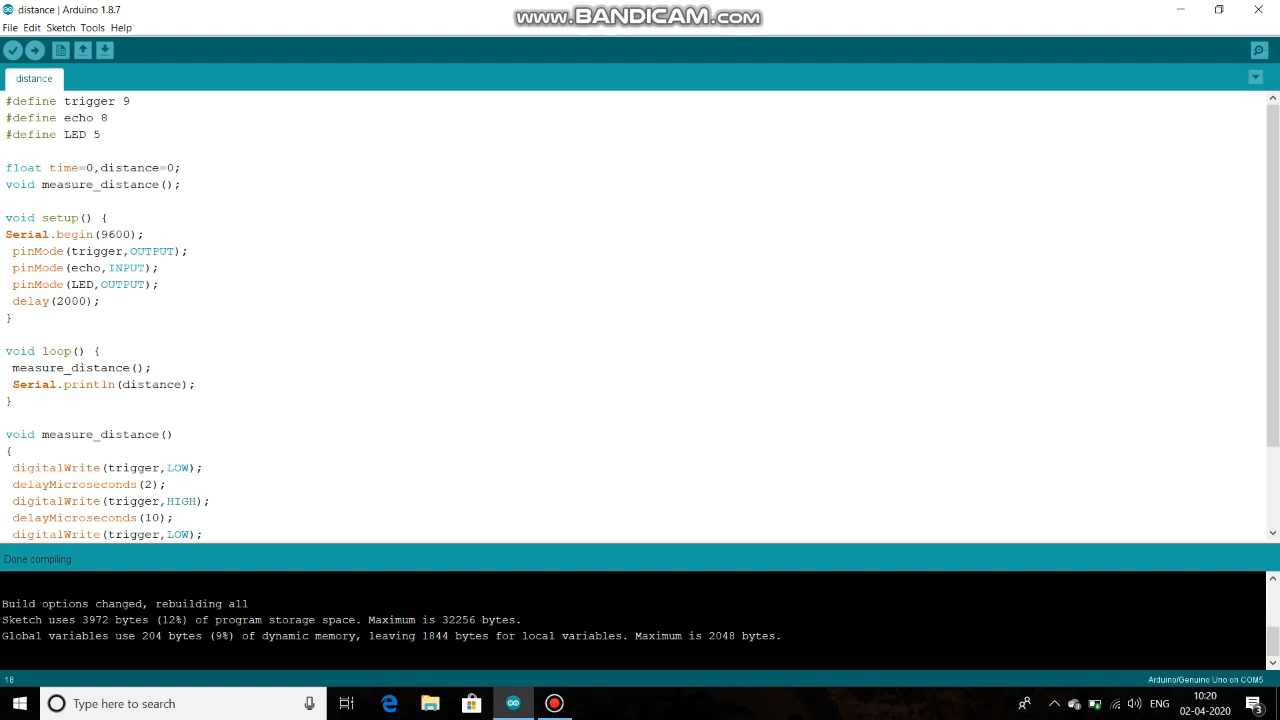 distance | Arduino 1.8.7
www.BANDICAM.com
File Edit Sketch Tools Help
distance
#define trigger 9
#define echo 8
#define LED 5
float time=0,distance=0;
void measure_distance();
void setup() {
Serial.begin(9600);
pinMode(trigger,OUTPUT);
pinMode(echo,INPUT);
pinMode(LED,OUTPUT);
delay(2000);
}
void loop() {
measure_distance();
Serial.println(distance);
}
void measure_distance()
{
digitalWrite(trigger,LOW);
delayMicroseconds(2);
digitalWrite(trigger,HIGH);
delayMicroseconds(10);
digitalWrite(trigger,LOW);
Done compiling.
Build options changed, rebuilding all
Sketch uses 3972 bytes (12%) of program storage space. Maximum is 32256 bytes.
Global variables use 204 bytes (9%) of dynamic memory, leaving 1844 bytes for local variables. Maximum is 2048 bytes.
18
Arduino/Genuino Uno on COM5
Type here to search
ENG
10:20
02-04-2020
3